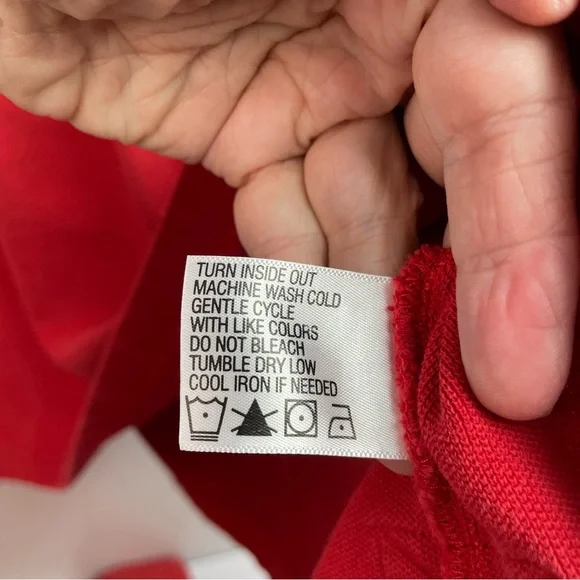 TURN INSIDE OUT
MACHINE WASH COLD
GENTLE CYCLE
WITH LIKE COLORS
DO NOT BLEACH
TUMBLE DRY LOW
COOL IRON IF NEEDED